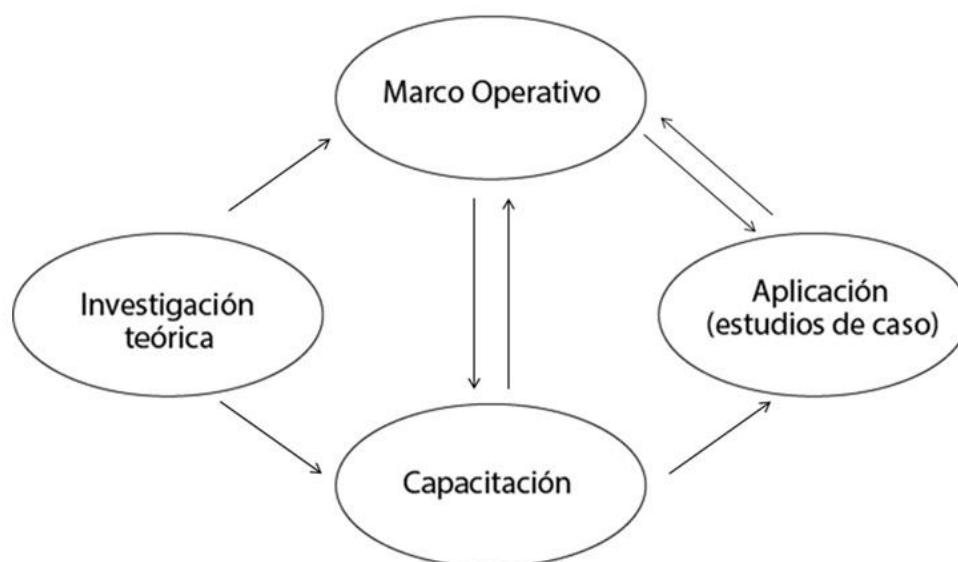 Marco Operativo
Investigación
teórica
Aplicación
(estudios de caso)
Capacitación